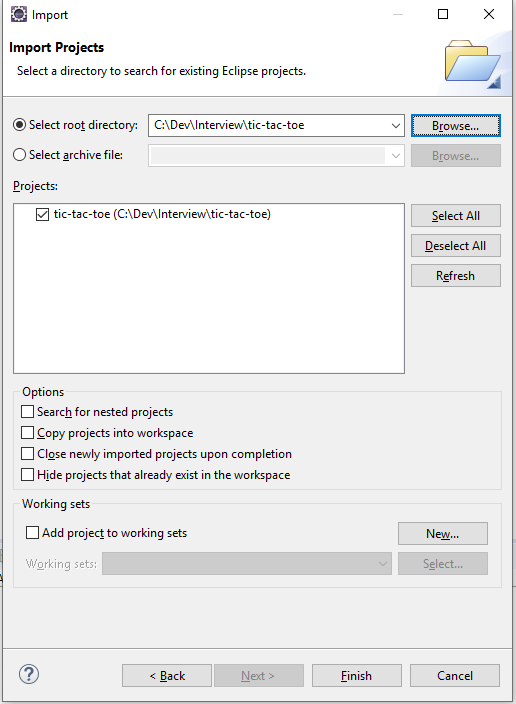 Import
Import Projects
Select a directory to search for existing Eclipse projects.
Select root directory: C:\Dev\Interview\tic-tac-toe Browse...
Select archive file: Browse...
Projects:
tic-tac-toe (C:\Dev\Interview\tic-tac-toe)
Select All
Deselect All
Refresh
Options
Search for nested projects
Copy projects into workspace
Close newly imported projects upon completion
Hide projects that already exist in the workspace
Working sets
Add project to working sets New...
Working sets: Select...
? < Back Next > Finish Cancel